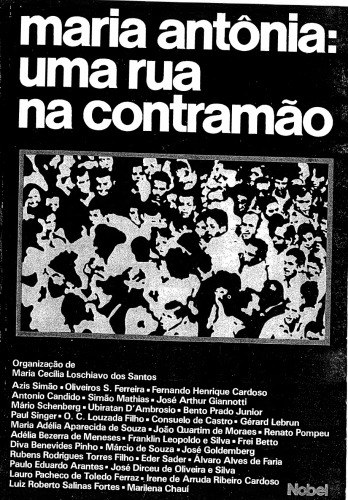 maria antônia:
uma rua
na contramão
Organização de
Maria Cecília Loschiavo dos Santos
Azis Simão ▪ Oliveiros S. Ferreira ▪ Fernando Henrique Cardoso
Antonio Candido ▪ Simão Mathias ▪ José Arthur Giannotti
Mário Schenberg ▪ Ubiratan D'Ambrosio ▪ Bento Prado Junior
Paul Singer ▪ O. C. Louzada Filho ▪ Consuelo de Castro ▪ Gérard Lebrun
Maria Adélia Aparecida de Souza ▪ João Quartim de Moraes ▪ Renato Pompeu
Adélia Bezerra de Meneses ▪ Franklin Leopoldo e Silva ▪ Frei Betto
Diva Benevides Pinho ▪ Márcio de Souza ▪ José Goldemberg
Rubens Rodrigues Torres Filho ▪ Eder Sader ▪ Álvaro Alves de Faria
Paulo Eduardo Arantes ▪ José Dirceu de Oliveira e Silva
Lauro Pacheco de Toledo Ferraz ▪ Irene de Arruda Ribeiro Cardoso
Luiz Roberto Salinas Fortes ▪ Marilena Chauí
Nobel